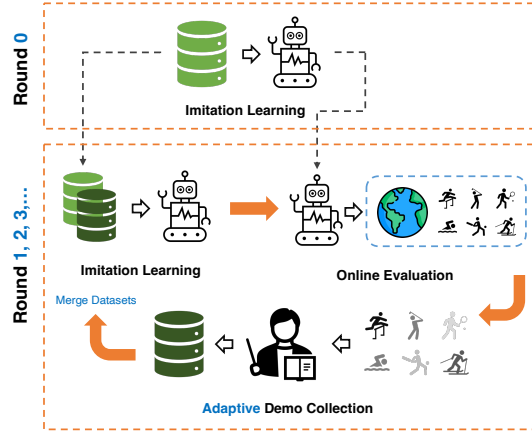 Round 0
Imitation Learning
Round 1, 2, 3,...
Imitation Learning
Online Evaluation
Merge Datasets
Adaptive Demo Collection